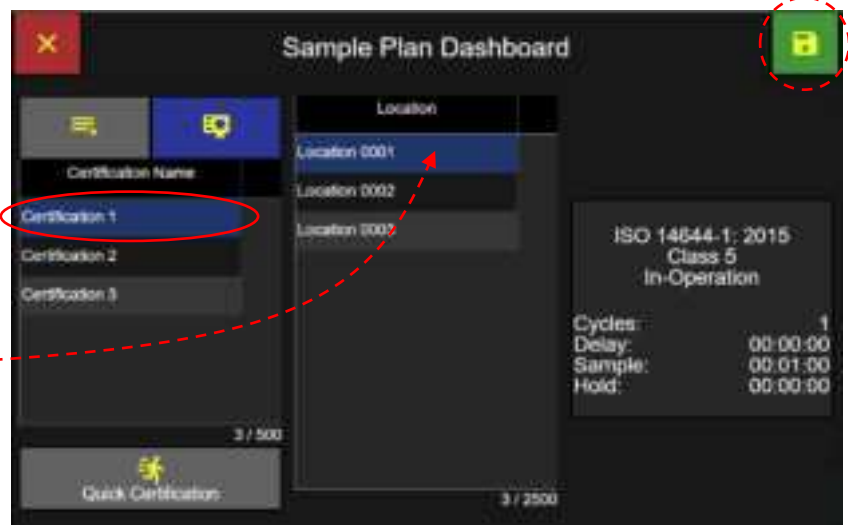 Sample Plan Dashboard
Certification Name
Certification 1
Certification 2
Certification 3
3 / 500
Quick Certification
Location
Location 0001
Location 0002
Location 0003
3 / 2500
ISO 14644-1: 2015
Class 5
In-Operation
Cycles: 1
Delay: 00:00:00
Sample: 00:01:00
Hold: 00:00:00